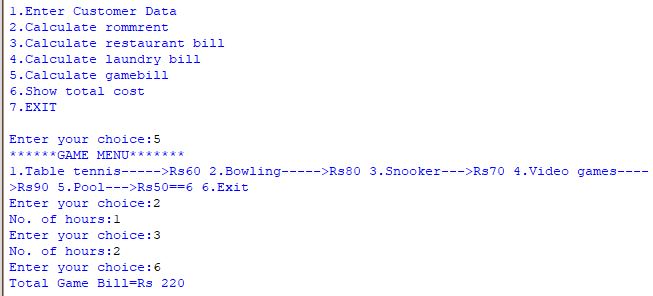 1.Enter Customer Data
2.Calculate rommrent
3.Calculate restaurant bill
4.Calculate laundry bill
5.Calculate gamebill
6.Show total cost
7.EXIT
Enter your choice:5
******GAME MENU*******
1.Table tennis----->Rs60 2.Bowling----->Rs80 3.Snooker--->Rs70 4.Video games----
>Rs90 5.Pool--->Rs50==6 6.Exit
Enter your choice:2
No. of hours:1
Enter your choice:3
No. of hours:2
Enter your choice:6
Total Game Bill=Rs 220